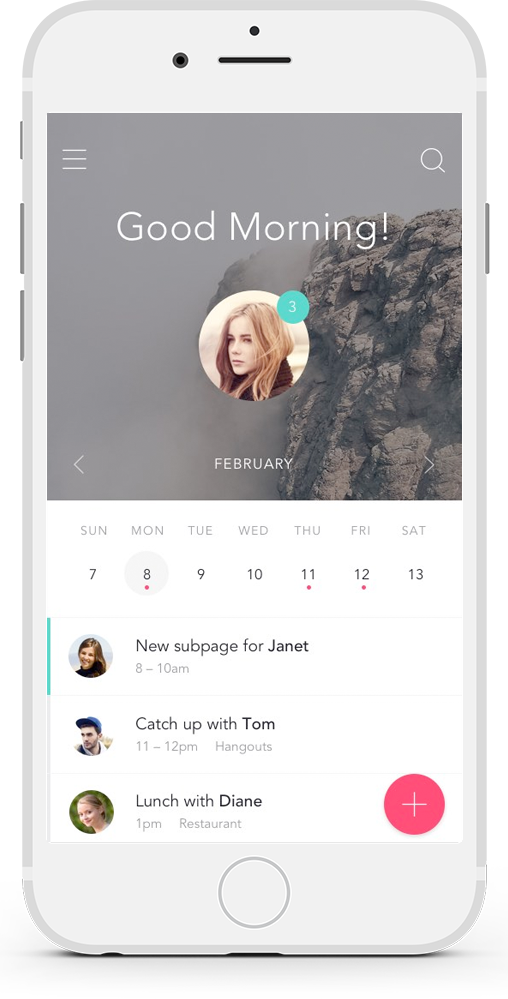 Good Morning!
3
FEBRUARY
SUN MON TUE WED THU FRI SAT
7 8 9 10 11 12 13
New subpage for Janet
8 – 10am
Catch up with Tom
11 – 12pm Hangouts
Lunch with Diane
1pm Restaurant